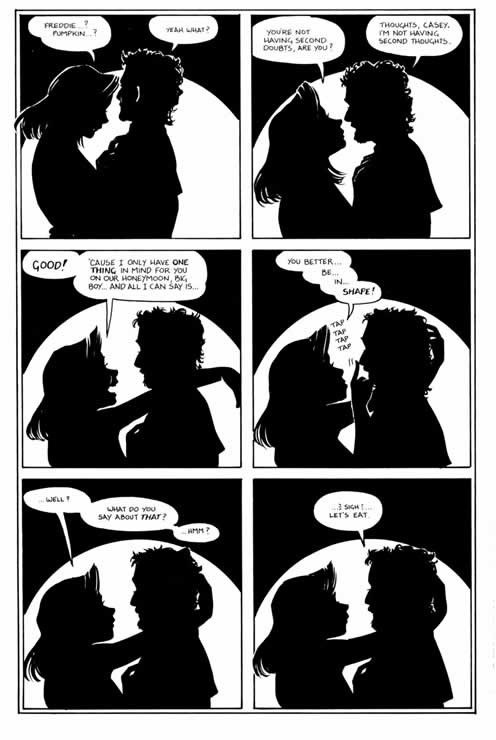 FREDDIE...?
PUMPKIN...?
YEAH WHAT?
YOU'RE NOT
HAVING SECOND
DOUBTS, ARE YOU?
THOUGHTS, CASEY.
I'M NOT HAVING
SECOND THOUGHTS.
GOOD!
'CAUSE I ONLY HAVE ONE
THING IN MIND FOR YOU
ON OUR HONEYMOON, BIG
BOY... AND ALL I CAN SAY IS...
YOU BETTER...
BE...
IN...
SHAPE!
TAP
TAP
TAP
TAP
...WELL?
WHAT DO YOU
SAY ABOUT THAT?
...HMM?
...SIGH!...
LET'S EAT.